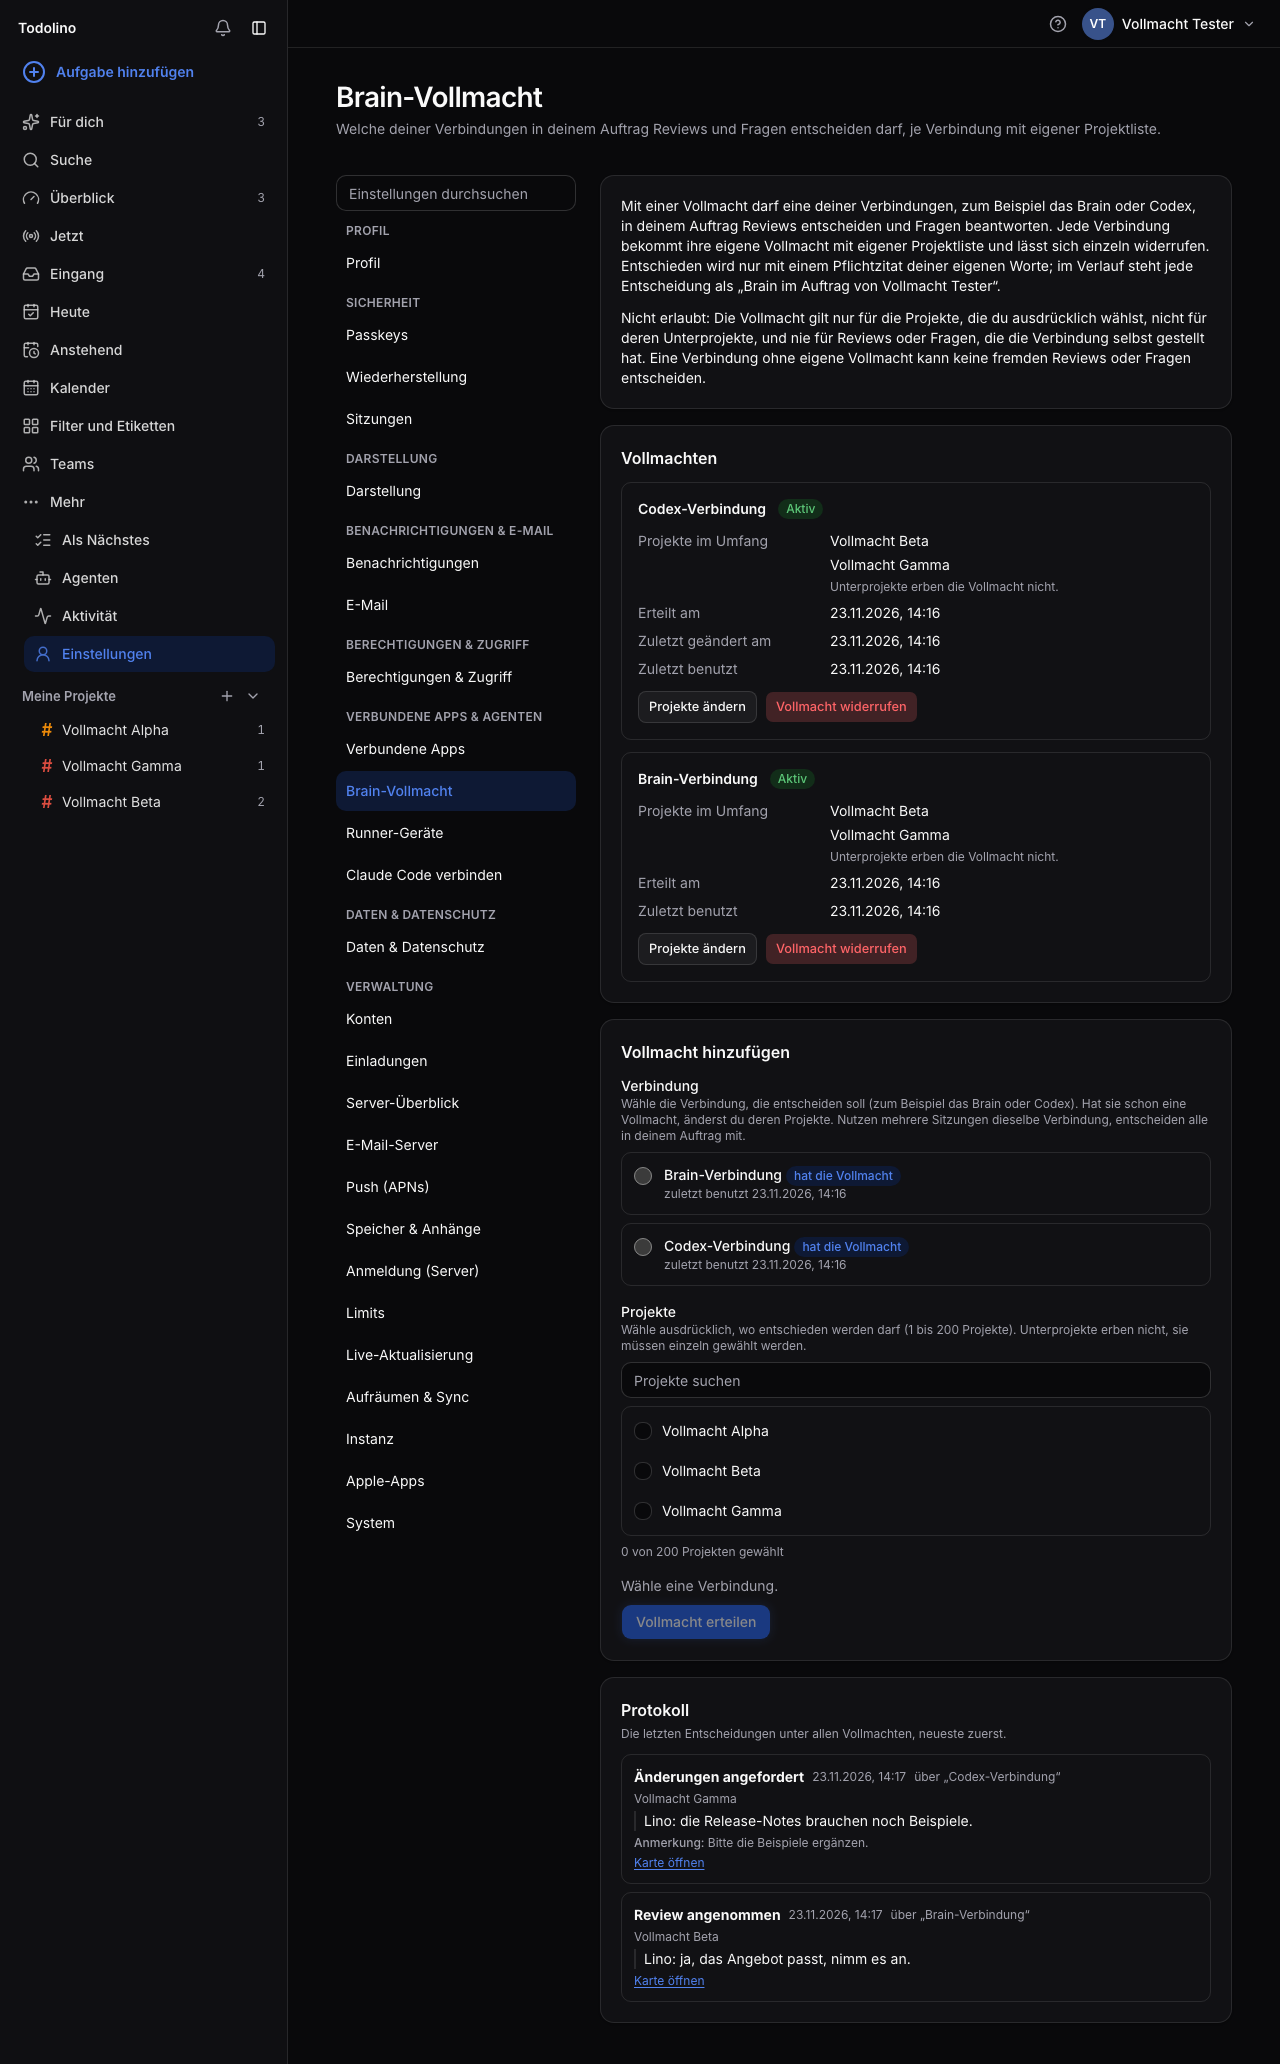 Todolino
Aufgabe hinzufügen
Für dich 3
Suche
Überblick 3
Jetzt
Eingang 4
Heute
Anstehend
Kalender
Filter und Etiketten
Teams
Mehr
Als Nächstes
Agenten
Aktivität
Einstellungen
Meine Projekte
# Vollmacht Alpha 1
# Vollmacht Gamma 1
# Vollmacht Beta 2
VT Vollmacht Tester
Brain-Vollmacht
Welche deiner Verbindungen in deinem Auftrag Reviews und Fragen entscheiden darf, je Verbindung mit eigener Projektliste.
Einstellungen durchsuchen
PROFIL
Profil
SICHERHEIT
Passkeys
Wiederherstellung
Sitzungen
DARSTELLUNG
Darstellung
BENACHRICHTIGUNGEN & E-MAIL
Benachrichtigungen
E-Mail
BERECHTIGUNGEN & ZUGRIFF
Berechtigungen & Zugriff
VERBUNDENE APPS & AGENTEN
Verbundene Apps
Brain-Vollmacht
Runner-Geräte
Claude Code verbinden
DATEN & DATENSCHUTZ
Daten & Datenschutz
VERWALTUNG
Konten
Einladungen
Server-Überblick
E-Mail-Server
Push (APNs)
Speicher & Anhänge
Anmeldung (Server)
Limits
Live-Aktualisierung
Aufräumen & Sync
Instanz
Apple-Apps
System
Mit einer Vollmacht darf eine deiner Verbindungen, zum Beispiel das Brain oder Codex,
in deinem Auftrag Reviews entscheiden und Fragen beantworten. Jede Verbindung
bekommt ihre eigene Vollmacht mit eigener Projektliste und lässt sich einzeln widerrufen.
Entschieden wird nur mit einem Pflichtzitat deiner eigenen Worte; im Verlauf steht jede
Entscheidung als „Brain im Auftrag von Vollmacht Tester“.
Nicht erlaubt: Die Vollmacht gilt nur für die Projekte, die du ausdrücklich wählst, nicht für
deren Unterprojekte, und nie für Reviews oder Fragen, die die Verbindung selbst gestellt
hat. Eine Verbindung ohne eigene Vollmacht kann keine fremden Reviews oder Fragen
entscheiden.
Vollmachten
Codex-Verbindung Aktiv
Projekte im Umfang Vollmacht Beta
Vollmacht Gamma
Unterprojekte erben die Vollmacht nicht.
Erteilt am 23.11.2026, 14:16
Zuletzt geändert am 23.11.2026, 14:16
Zuletzt benutzt 23.11.2026, 14:16
Projekte ändern Vollmacht widerrufen
Brain-Verbindung Aktiv
Projekte im Umfang Vollmacht Beta
Vollmacht Gamma
Unterprojekte erben die Vollmacht nicht.
Erteilt am 23.11.2026, 14:16
Zuletzt benutzt 23.11.2026, 14:16
Projekte ändern Vollmacht widerrufen
Vollmacht hinzufügen
Verbindung
Wähle die Verbindung, die entscheiden soll (zum Beispiel das Brain oder Codex). Hat sie schon eine
Vollmacht, änderst du deren Projekte. Nutzen mehrere Sitzungen dieselbe Verbindung, entscheiden alle
in deinem Auftrag mit.
Brain-Verbindung hat die Vollmacht
zuletzt benutzt 23.11.2026, 14:16
Codex-Verbindung hat die Vollmacht
zuletzt benutzt 23.11.2026, 14:16
Projekte
Wähle ausdrücklich, wo entschieden werden darf (1 bis 200 Projekte). Unterprojekte erben nicht, sie
müssen einzeln gewählt werden.
Projekte suchen
Vollmacht Alpha
Vollmacht Beta
Vollmacht Gamma
0 von 200 Projekten gewählt
Wähle eine Verbindung.
Vollmacht erteilen
Protokoll
Die letzten Entscheidungen unter allen Vollmachten, neueste zuerst.
Änderungen angefordert 23.11.2026, 14:17 über „Codex-Verbindung“
Vollmacht Gamma
Lino: die Release-Notes brauchen noch Beispiele.
Anmerkung: Bitte die Beispiele ergänzen.
Karte öffnen
Review angenommen 23.11.2026, 14:17 über „Brain-Verbindung“
Vollmacht Beta
Lino: ja, das Angebot passt, nimm es an.
Karte öffnen